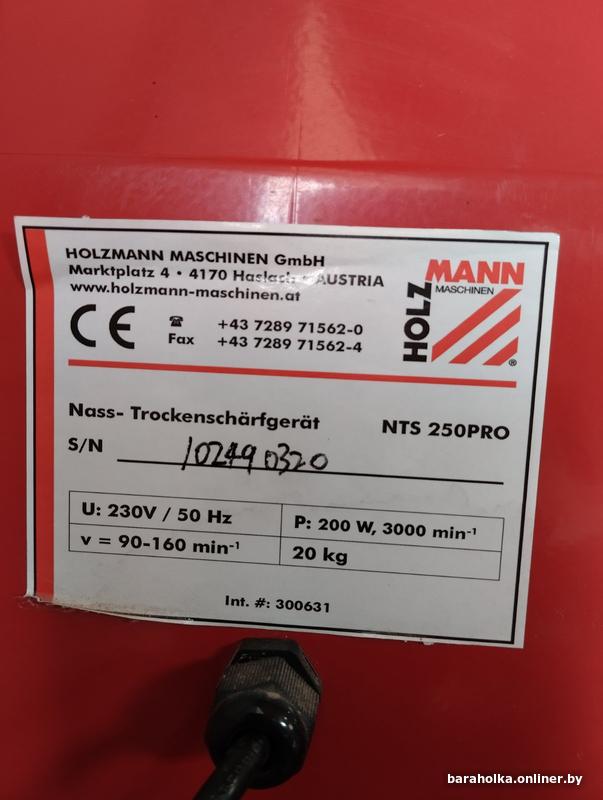 HOLZMANN MASCHINEN GmbH
Marktplatz 4 • 4170 Haslach • AUSTRIA
www.holzmann-maschinen.at
CE
☎ +43 7289 71562-0
Fax +43 7289 71562-4
HOLZ
MANN
MASCHINEN
®
Nass- Trockenschärfgerät NTS 250PRO
S/N 102490320
U: 230V / 50 Hz P: 200 W, 3000 min-¹
v = 90-160 min-¹ 20 kg
Int. #: 300631
baraholka.onliner.by